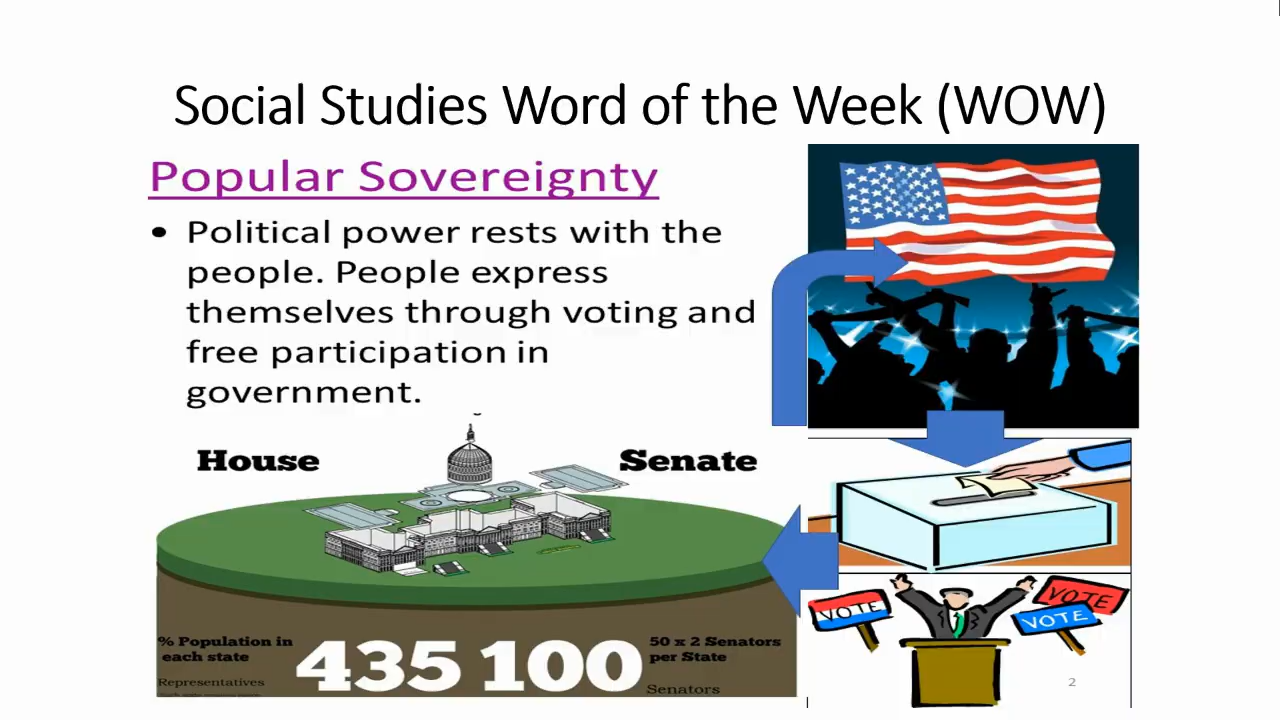 Social Studies Word of the Week (WOW)
Popular Sovereignty
• Political power rests with the
people. People express
themselves through voting and
free participation in
government.
House
Senate
% Population in
each state
435 100
50 x 2 Senators
per State
Representatives
Senators
VOTE
VOTE
VOTE
2